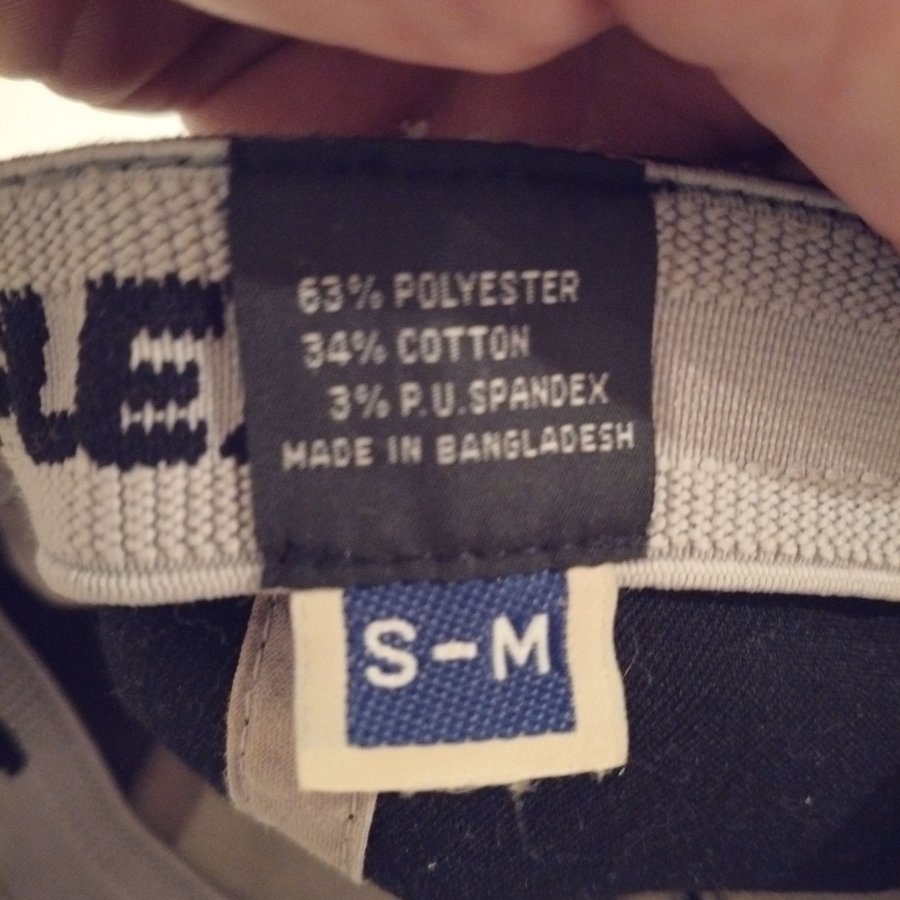 63% POLYESTER
34% COTTON
3% P.U.SPANDEX
MADE IN BANGLADESH
S-M